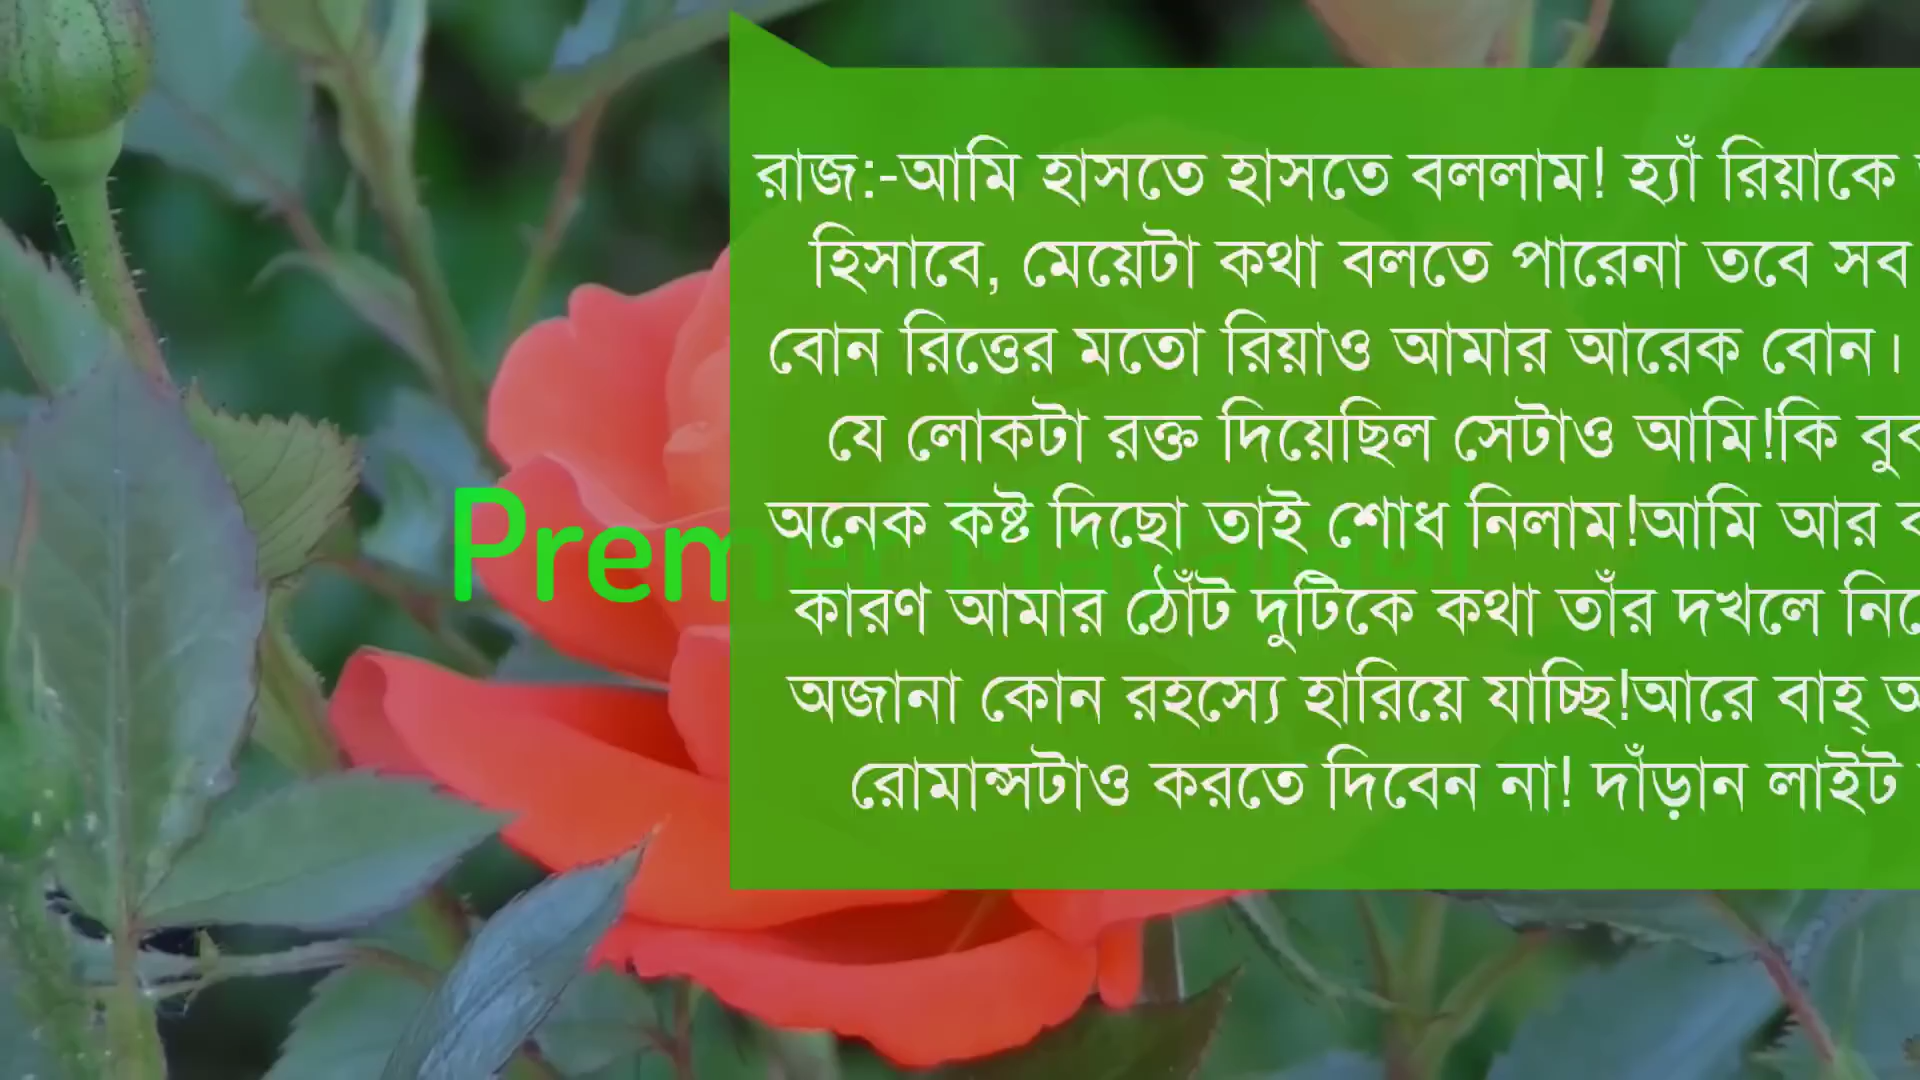 রাজ:-আমি হাসতে হাসতে বললাম! হ্যাঁ রিয়াকে
হিসাবে, মেয়েটা কথা বলতে পারেনা তবে সব
বোন রিত্তের মতো রিয়াও আমার আরেক বোন।
যে লোকটা রক্ত দিয়েছিল সেটাও আমি!কি
অনেক কষ্ট দিছো তাই শোধ নিলাম!আমি আর
Premer
কারণ আমার ঠোঁট দুটিকে কথা তাঁর দখলে
অজানা কোন রহস্যে হারিয়ে যাচ্ছি!আরে বাহ্
রোমান্সটাও করতে দিবেন না! দাঁড়ান লাইট